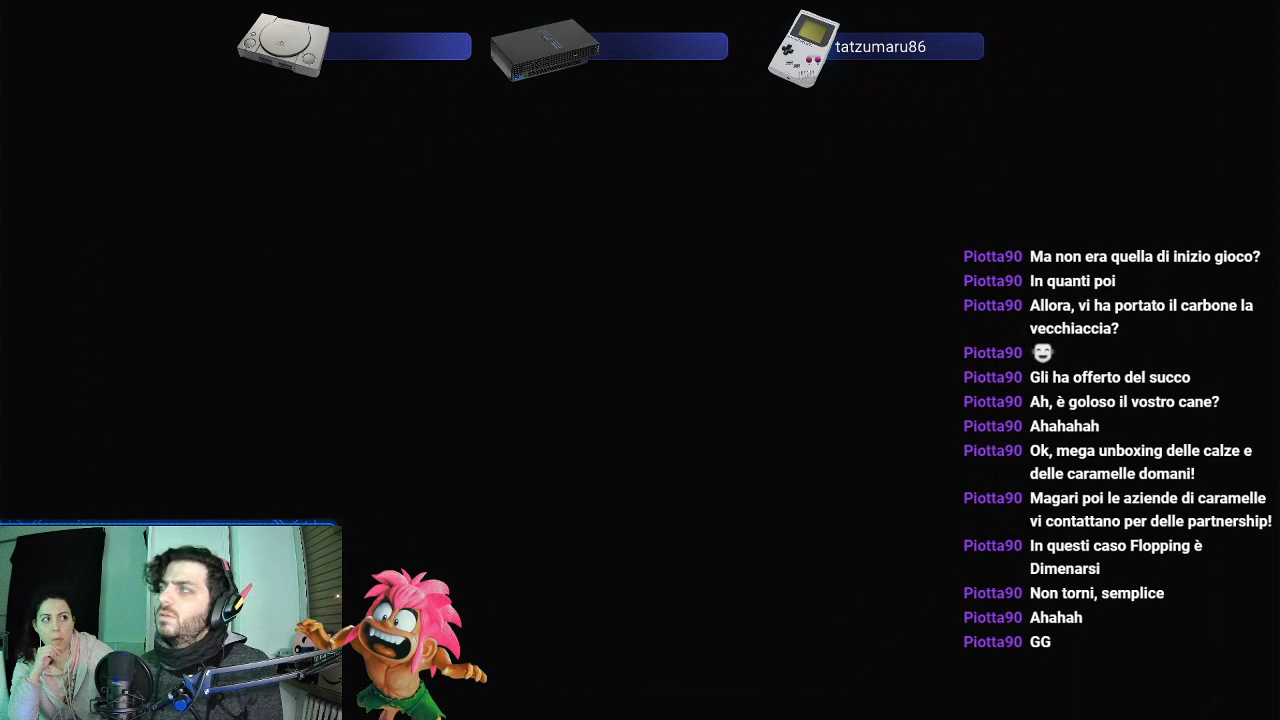 tatzumaru86
Piotta90 Ma non era quella di inizio gioco?
Piotta90 In quanti poi
Piotta90 Allora, vi ha portato il carbone la
vecchiaccia?
Piotta90
Piotta90 Gli ha offerto del succo
Piotta90 Ah, è goloso il vostro cane?
Piotta90 Ahahahah
Piotta90 Ok, mega unboxing delle calze e
delle caramelle domani!
Piotta90 Magari poi le aziende di caramelle
vi contattano per delle partnership!
Piotta90 In questi caso Flopping è
Dimenarsi
Piotta90 Non torni, semplice
Piotta90 Ahahah
Piotta90 GG